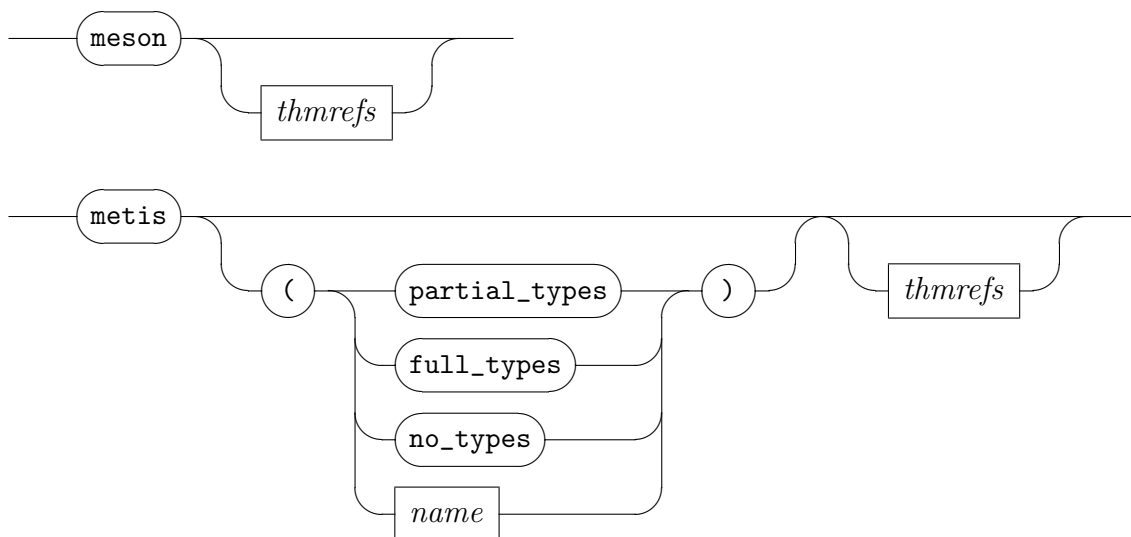 meson
thmrefs
metis
( partial_types ) thmrefs
full_types
no_types
name